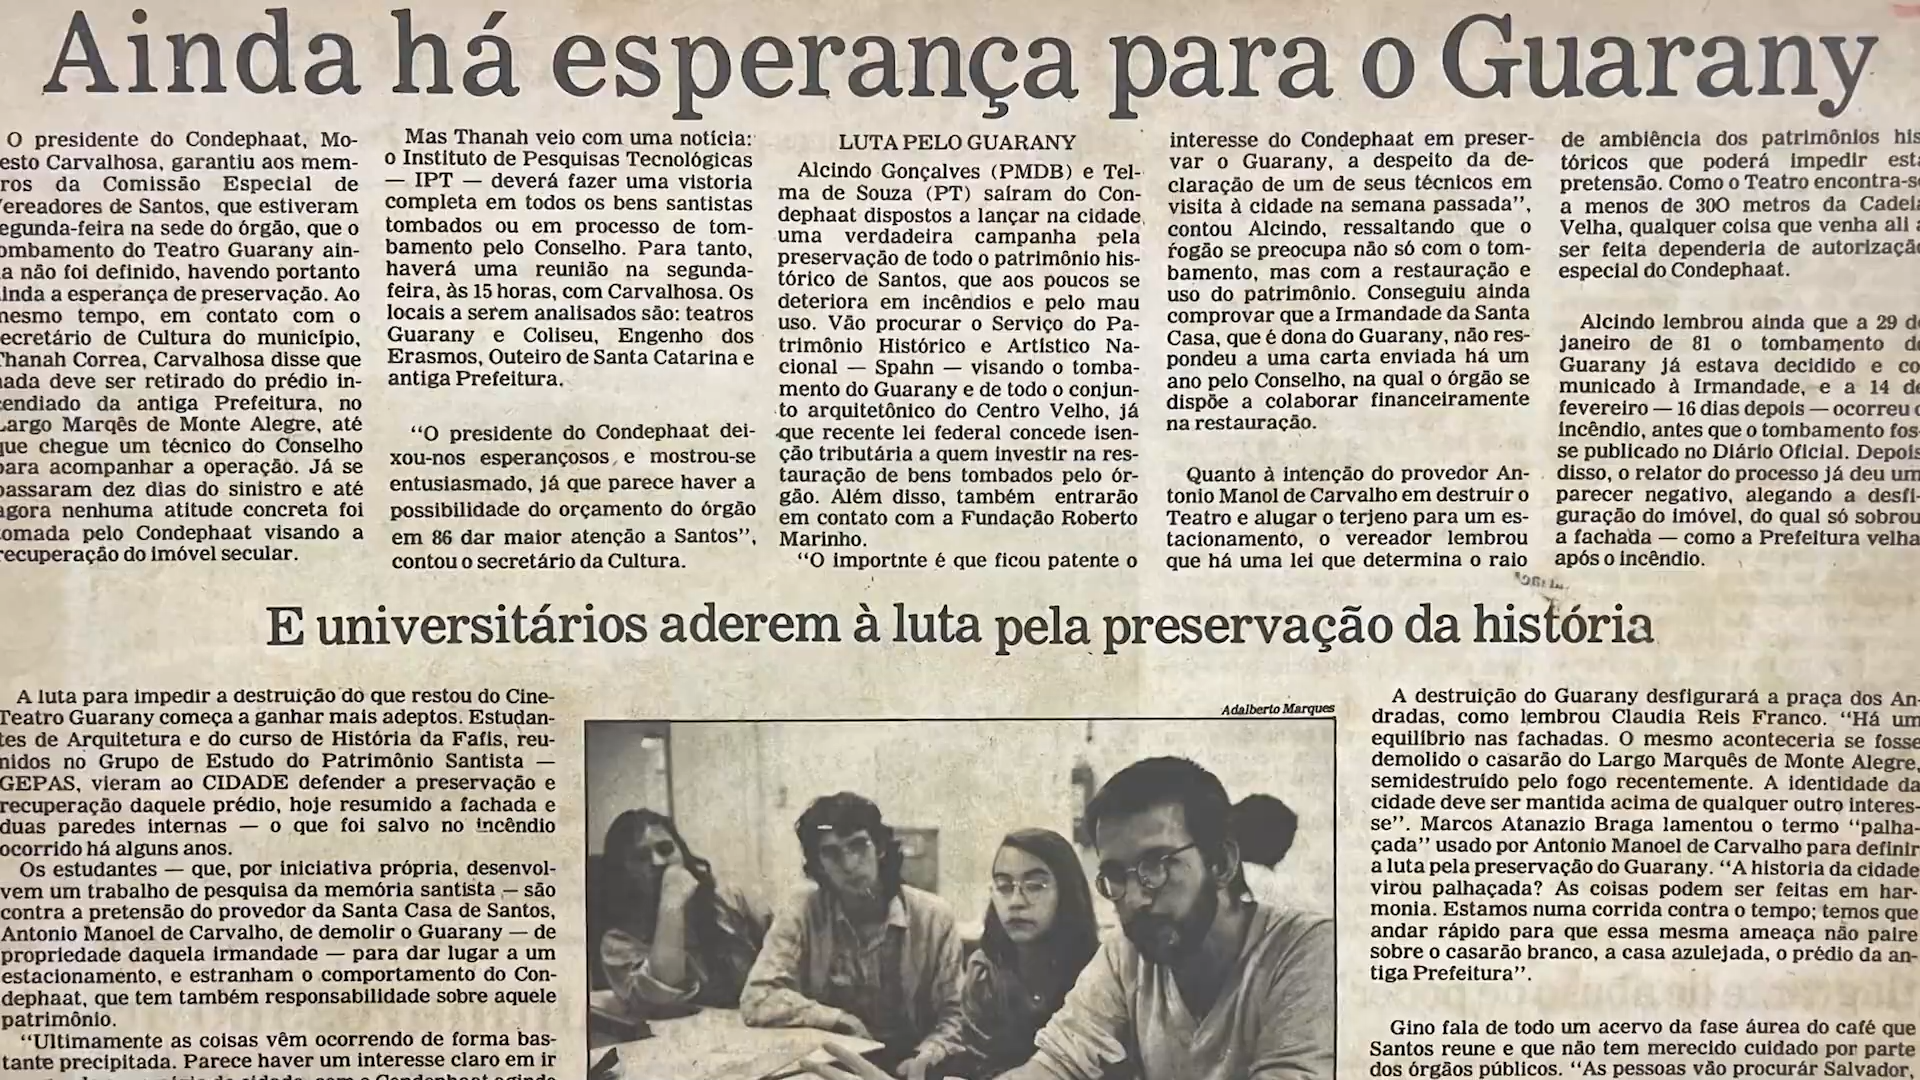 Ainda há esperança para o Guarany
O presidente do Condephaat, Mo-
esto Carvalhosa, garantiu aos mem-
ros da Comissão Especial de
Vereadores de Santos, que estiveram
egunda-feira na sede do órgão, que o
ombamento do Teatro Guarany ain-
a não foi definido, havendo portanto
inda a esperança de preservação. Ao
mesmo tempo, em contato com o
ecretário de Cultura do município,
Thanah Correa, Carvalhosa disse que
nada deve ser retirado do prédio in-
cendiado da antiga Prefeitura, no
Largo Marqês de Monte Alegre, até
que chegue um técnico do Conselho
para acompanhar a operação. Já se
passaram dez dias do sinistro e até
agora nenhuma atitude concreta foi
tomada pelo Condephaat visando a
recuperação do imóvel secular.
Mas Thanah veio com uma notícia:
o Instituto de Pesquisas Tecnológicas
— IPT — deverá fazer uma vistoria
completa em todos os bens santistas
tombados ou em processo de tom-
bamento pelo Conselho. Para tanto,
haverá uma reunião na segunda-
feira, às 15 horas, com Carvalhosa. Os
locais a serem analisados são: teatros
Guarany e Coliseu, Engenho dos
Erasmos, Outeiro de Santa Catarina e
antiga Prefeitura.
“O presidente do Condephaat dei-
xou-nos esperançosos e mostrou-se
entusiasmado, já que parece haver a
possibilidade do orçamento do órgão
em 86 dar maior atenção a Santos”,
contou o secretário da Cultura.
LUTA PELO GUARANY
Alcindo Gonçalves (PMDB) e Tel-
ma de Souza (PT) saíram do Con-
dephaat dispostos a lançar na cidade
uma verdadeira campanha pela
preservação de todo o patrimônio his-
tórico de Santos, que aos poucos se
deteriora em incêndios e pelo mau
uso. Vão procurar o Serviço do Pa-
trimônio Histórico e Artístico Na-
cional — Spahn — visando o tomba-
mento do Guarany e de todo o conjun-
to arquitetônico do Centro Velho, já
que recente lei federal concede isen-
ção tributária a quem investir na res-
tauração de bens tombados pelo ór-
gão. Além disso, também entrarão
em contato com a Fundação Roberto
Marinho.
“O importnte é que ficou patente o
interesse do Condephaat em preser-
var o Guarany, a despeito da de-
claração de um de seus técnicos em
visita à cidade na semana passada”,
contou Alcindo, ressaltando que o
rogão se preocupa não só com o tom-
bamento, mas com a restauração e
uso do patrimônio. Conseguiu ainda
comprovar que a Irmandade da Santa
Casa, que é dona do Guarany, não res-
pondeu a uma carta enviada há um
ano pelo Conselho, na qual o órgão se
dispõe a colaborar financeiramente
na restauração.
Quanto à intenção do provedor An-
tonio Manol de Carvalho em destruir o
Teatro e alugar o terjeno para um es-
tacionamento, o vereador lembrou
que há uma lei que determina o raio
de ambiência dos patrimônios his
tóricos que poderá impedir esta
pretensão. Como o Teatro encontra-se
a menos de 300 metros da Cadeia
Velha, qualquer coisa que venha ali a
ser feita dependeria de autorização
especial do Condephaat.
Alcindo lembrou ainda que a 29 de
janeiro de 81 o tombamento do
Guarany já estava decidido e co
municado à Irmandade, e a 14 de
fevereiro — 16 dias depois — ocorreu o
incêndio, antes que o tombamento fos-
se publicado no Diário Oficial. Depois
disso, o relator do processo já deu um
parecer negativo, alegando a desfi-
guração do imóvel, do qual só sobrou
a fachada — como a Prefeitura velha
após o incêndio.
E universitários aderem à luta pela preservação da história
A luta para impedir a destruição do que restou do Cine-
Teatro Guarany começa a ganhar mais adeptos. Estudan-
tes de Arquitetura e do curso de História da Fafis, reu-
nidos no Grupo de Estudo do Patrimônio Santista —
GEPAS, vieram ao CIDADE defender a preservação e
recuperação daquele prédio, hoje resumido a fachada e
duas paredes internas — o que foi salvo no incêndio
ocorrido há alguns anos.
Os estudantes — que, por iniciativa própria, desenvol-
vem um trabalho de pesquisa da memória santista — são
contra a pretensão do provedor da Santa Casa de Santos,
Antonio Manoel de Carvalho, de demolir o Guarany — de
propriedade daquela irmandade — para dar lugar a um
estacionamento, e estranham o comportamento do Con-
dephaat, que tem também responsabilidade sobre aquele
patrimônio.
“Ultimamente as coisas vêm ocorrendo de forma bas-
tante precipitada. Parece haver um interesse claro em ir
Adalberto Marques
A destruição do Guarany desfigurará a praça dos An-
dradas, como lembrou Claudia Reis Franco. “Há um
equilíbrio nas fachadas. O mesmo aconteceria se fosse
demolido o casarão do Largo Marquês de Monte Alegre,
semidestruído pelo fogo recentemente. A identidade da
cidade deve ser mantida acima de qualquer outro interes-
se”. Marcos Atanazio Braga lamentou o termo “palha-
çada” usado por Antonio Manoel de Carvalho para definir
a luta pela preservação do Guarany. “A historia da cidade
virou palhaçada? As coisas podem ser feitas em har-
monia. Estamos numa corrida contra o tempo; temos que
andar rápido para que essa mesma ameaça não paire
sobre o casarão branco, a casa azulejada, o prédio da an-
tiga Prefeitura”.
Gino fala de todo um acervo da fase áurea do café que
Santos reune e que não tem merecido cuidado por parte
dos órgãos públicos. “As pessoas vão procurár Salvador,